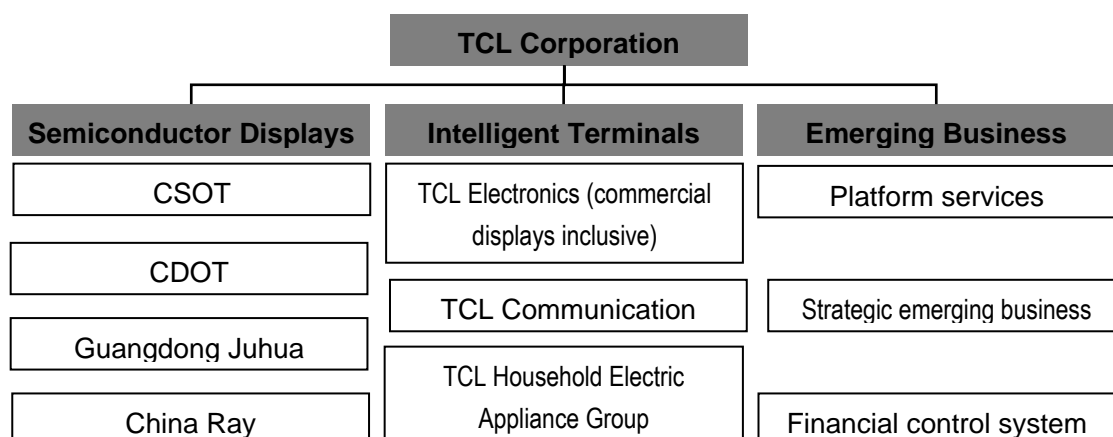 TCL Corporation
Semiconductor Displays
CSOT
CDOT
Guangdong Juhua
China Ray
Intelligent Terminals
TCL Electronics (commercial
displays inclusive)
TCL Communication
TCL Household Electric
Appliance Group
Emerging Business
Platform services
Strategic emerging business
Financial control system